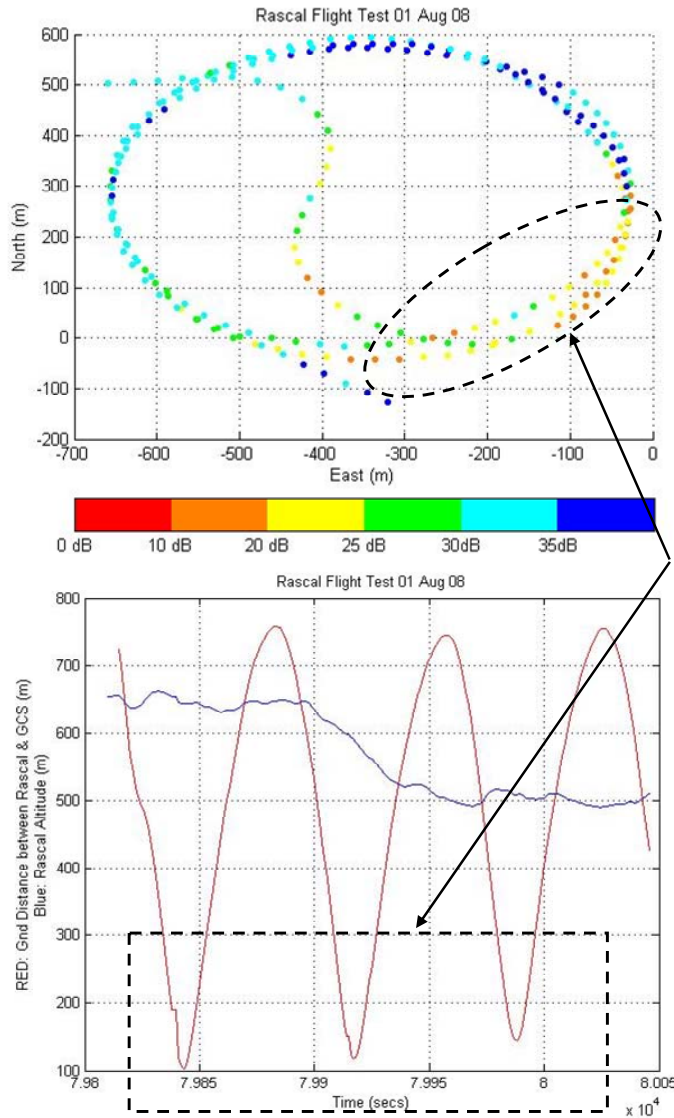 Rascal Flight Test 01 Aug 08
600
500
400
300
200
100
0
-100
-200
North (m)
-700 -600 -500 -400 -300 -200 -100 0
East (m)
0 dB 10 dB 20 dB 25 dB 30dB 35dB
Rascal Flight Test 01 Aug 08
RED: Gnd Distance between Rascal & GCS (m)
Blue: Rascal Altitude (m)
800
700
600
500
400
300
200
100
7.98 7.985 7.99 7.995 8 8.005
Time (secs)
x 10⁴